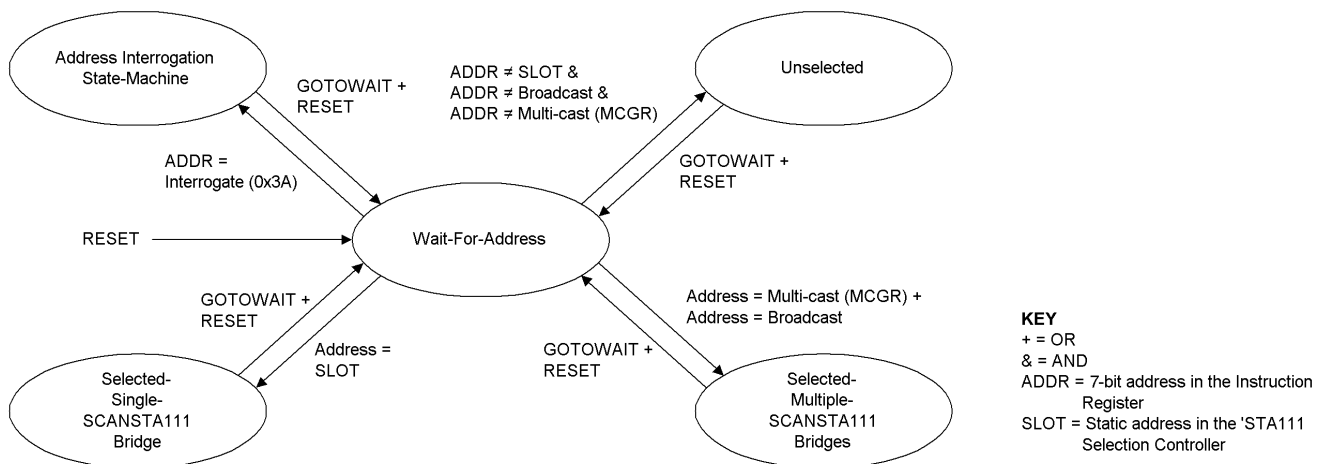 Address Interrogation
State-Machine
GOTOWAIT +
RESET
ADDR ≠ SLOT &
ADDR ≠ Broadcast &
ADDR ≠ Multi-cast (MCGR)
Unselected
ADDR =
Interrogate (0x3A)
GOTOWAIT +
RESET
RESET
Wait-For-Address
GOTOWAIT +
RESET
Address =
SLOT
Address = Multi-cast (MCGR) +
Address = Broadcast
GOTOWAIT +
RESET
Selected-
Single-
SCANSTA111
Bridge
Selected-
Multiple-
SCANSTA111
Bridges
KEY
+ = OR
& = AND
ADDR = 7-bit address in the Instruction
Register
SLOT = Static address in the 'STA111
Selection Controller